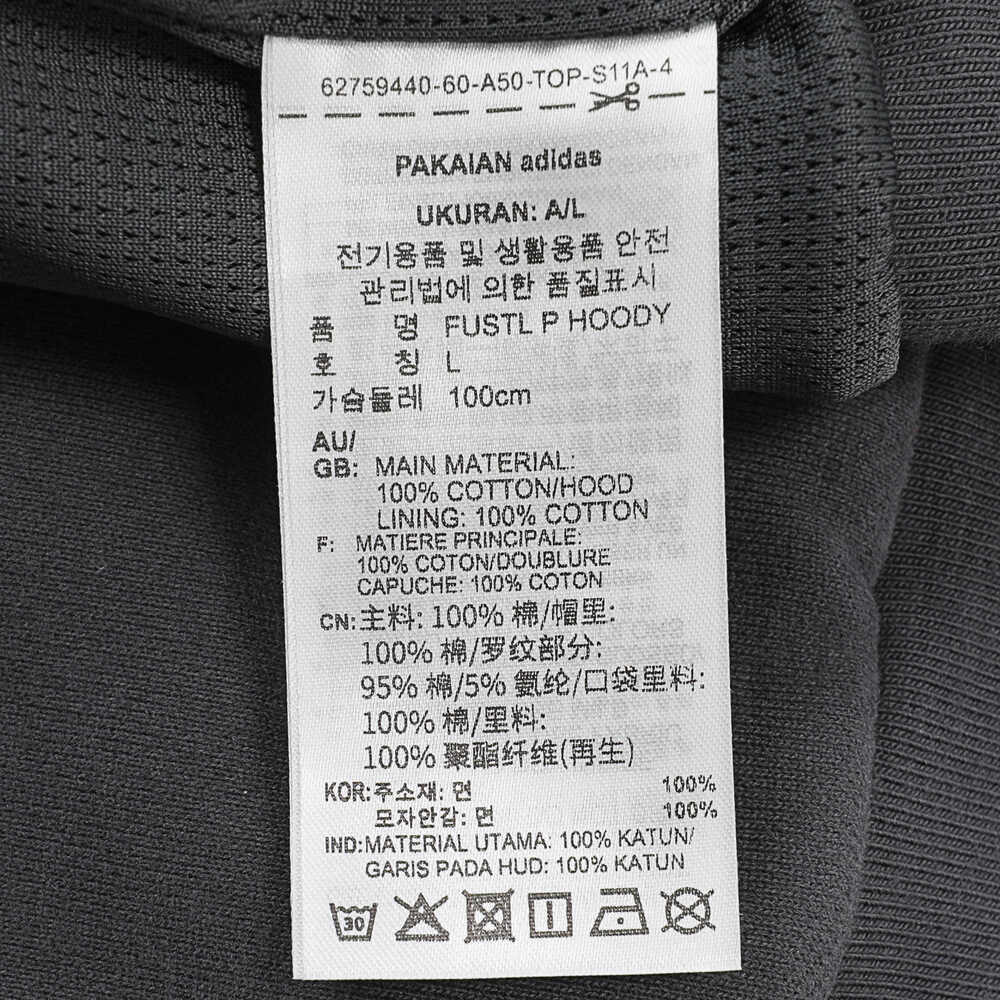 62759440-60-A50-TOP-S11A-4
PAKAIAN adidas
UKURAN: A/L
전기용품 및 생활용품 안전
관리법에 의한 품질표시
품 명 FUSTL P HOODY
호 칭 L
가슴둘레 100cm
AU/
GB: MAIN MATERIAL:
100% COTTON/HOOD
LINING: 100% COTTON
F: MATIERE PRINCIPALE:
100% COTON/DOUBLURE
CAPUCHE: 100% COTON
CN:主料: 100% 棉/帽里:
100% 棉/罗纹部分:
95% 棉/5% 氨纶/口袋里料:
100% 棉/里料:
100% 聚酯纤维(再生)
KOR:주소재: 면 100%
모자안감: 면 100%
IND:MATERIAL UTAMA: 100% KATUN/
GARIS PADA HUD: 100% KATUN
30